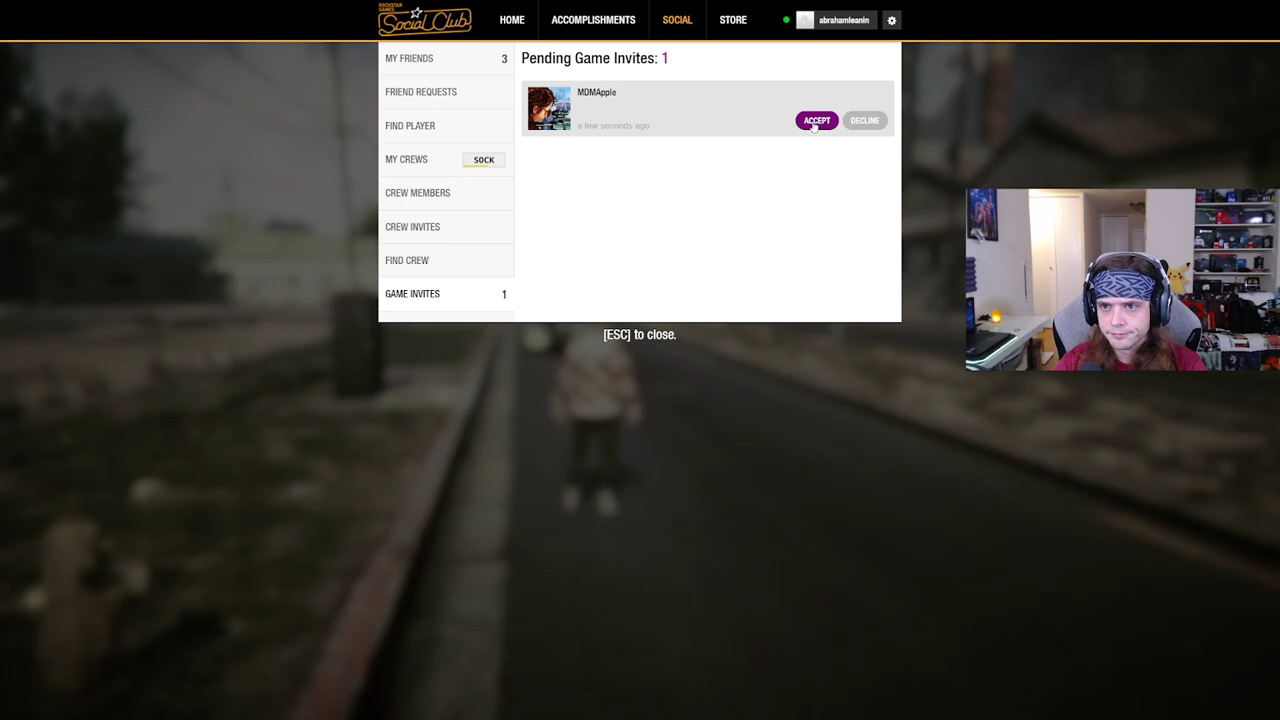 ROCKSTAR GAMES
Social Club
HOME
ACCOMPLISHMENTS
SOCIAL
STORE
abrahamleanin
MY FRIENDS 3
FRIEND REQUESTS
FIND PLAYER
MY CREWS SOCK
CREW MEMBERS
CREW INVITES
FIND CREW
GAME INVITES 1
Pending Game Invites: 1
MDMApple
a few seconds ago
ACCEPT
DECLINE
[ESC] to close.